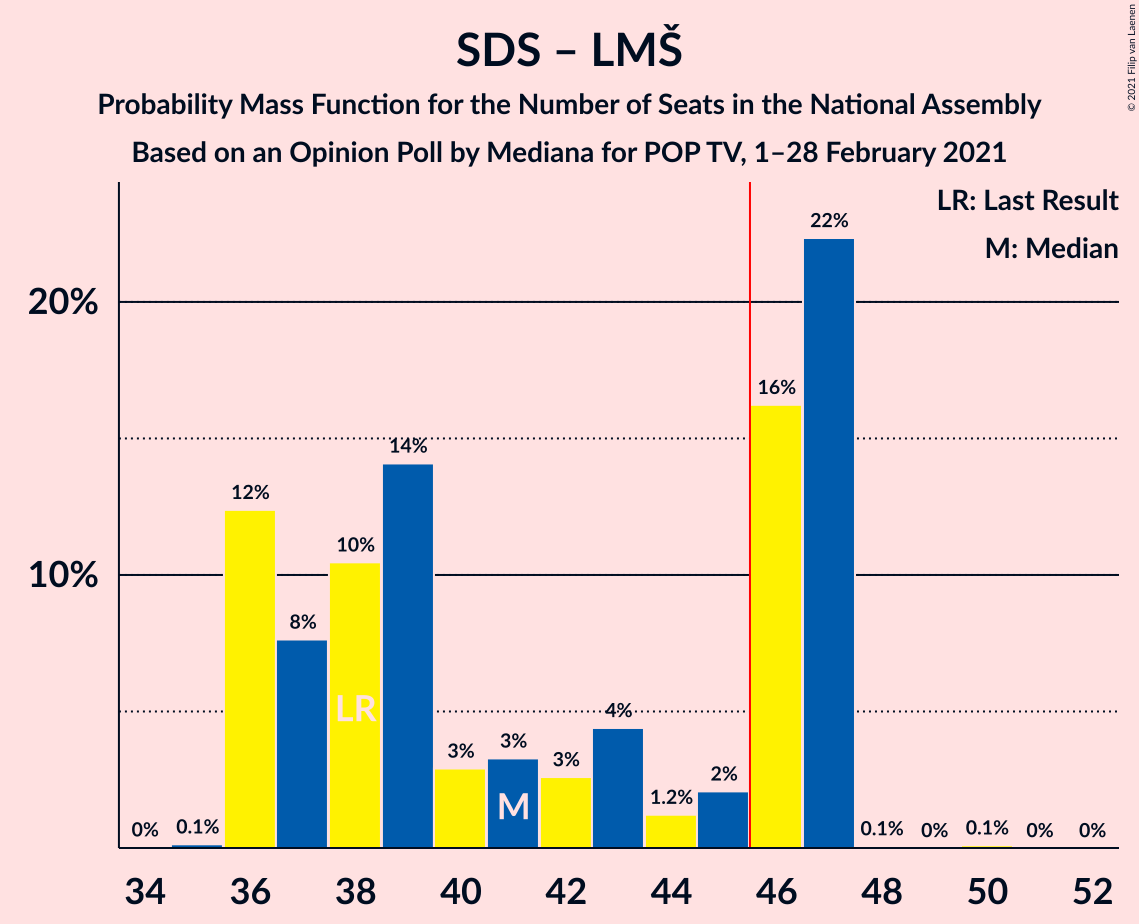 SDS – LMŠ
Probability Mass Function for the Number of Seats in the National Assembly
Based on an Opinion Poll by Mediana for POP TV, 1–28 February 2021
© 2021 Filip van Laenen
LR: Last Result
M: Median
20%
10%
0%
0.1%
12%
8%
10%
14%
3%
3%
3%
4%
1.2%
2%
16%
22%
0.1%
0%
0.1%
0%
0%
LR
M
34 36 38 40 42 44 46 48 50 52